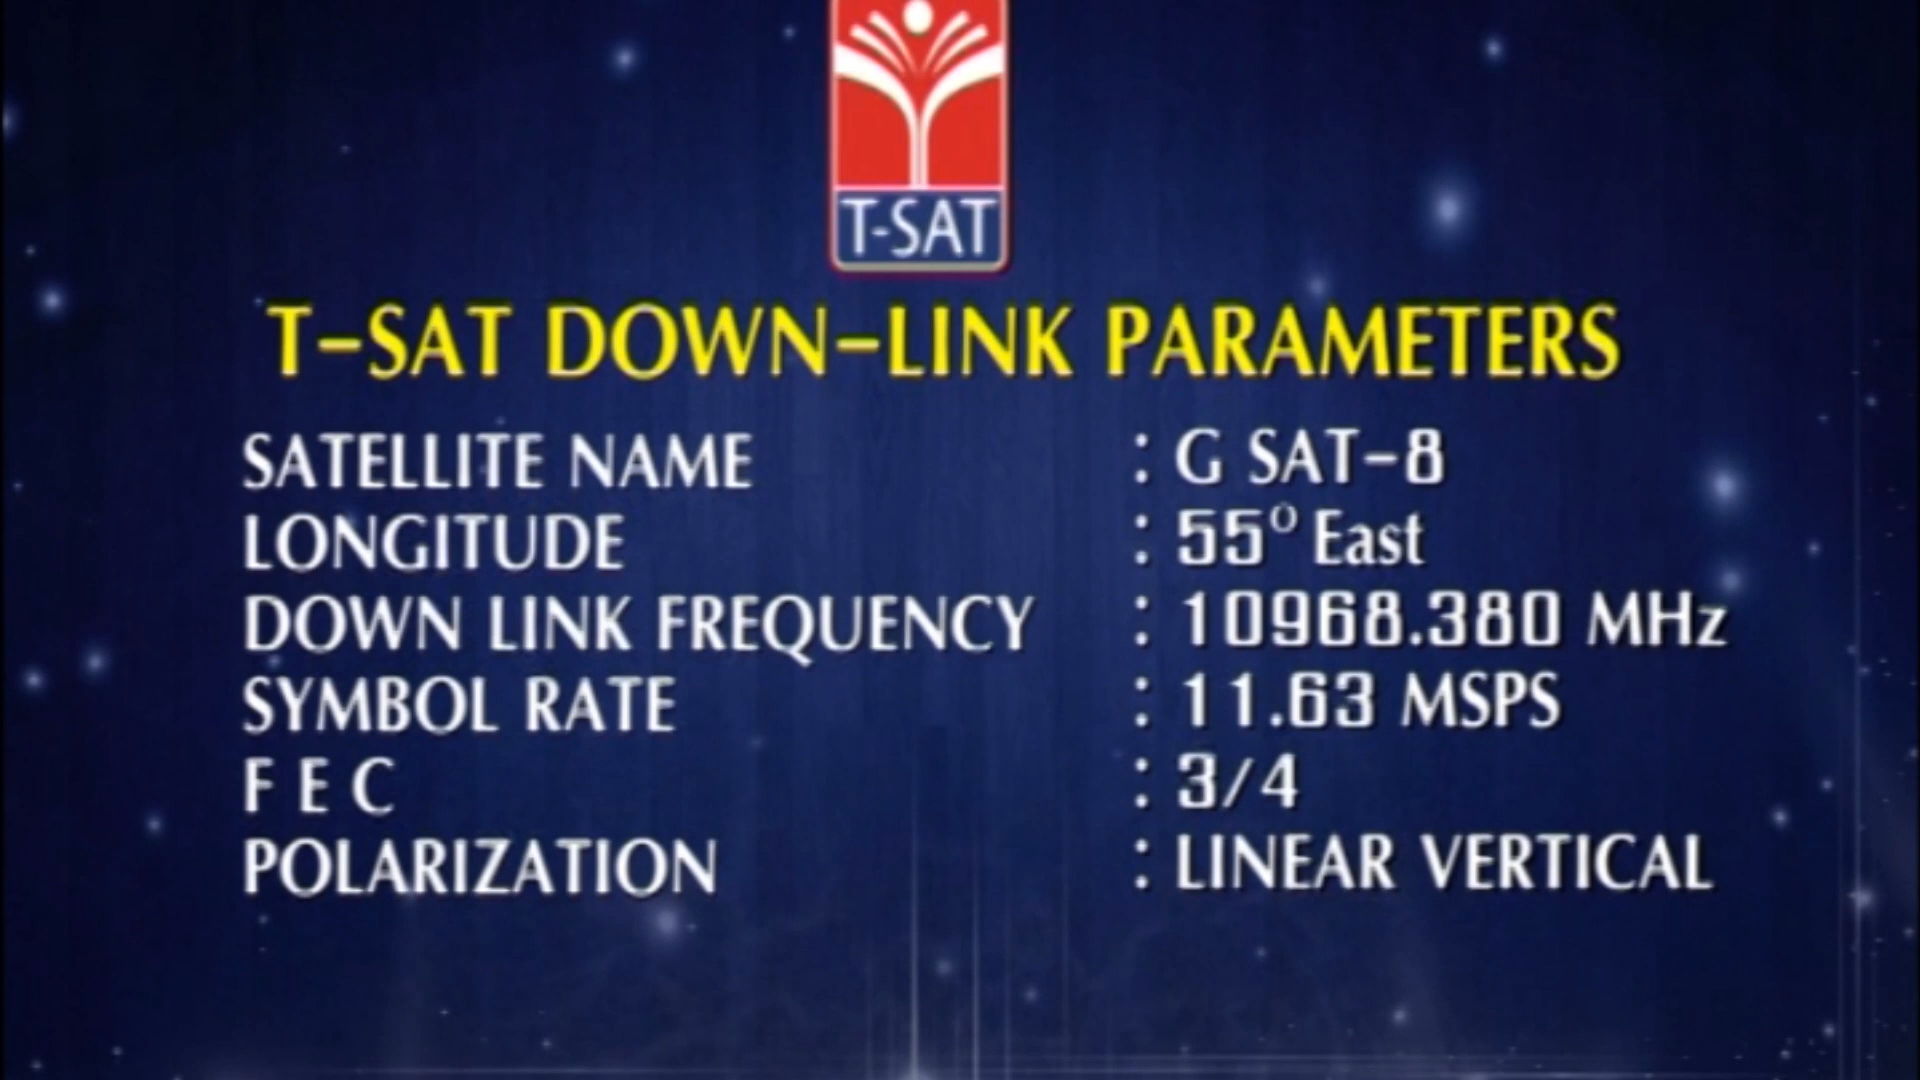 T-SAT
T-SAT DOWN-LINK PARAMETERS
SATELLITE NAME : G SAT-8
LONGITUDE : 55° East
DOWN LINK FREQUENCY : 10968.380 MHz
SYMBOL RATE : 11.63 MSPS
F E C : 3/4
POLARIZATION : LINEAR VERTICAL